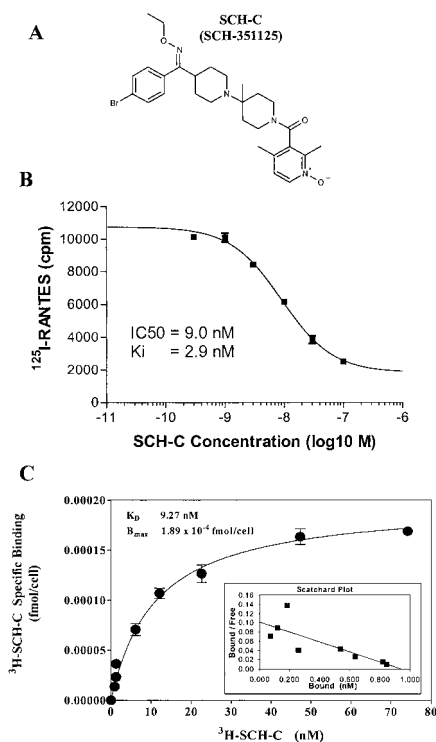 A
SCH-C
(SCH-351125)
O
N
Br
N
N
O
N+
O−
B
12000
10000
8000
6000
4000
2000
0
125I-RANTES (cpm)
IC50 = 9.0 nM
Ki = 2.9 nM
-11 -10 -9 -8 -7 -6
SCH-C Concentration (log10 M)
C
0.00020
0.00015
0.00010
0.00005
0.00000
3H-SCH-C Specific Binding
(fmol/cell)
KD 9.27 nM
Bmax 1.89 x 10-4 fmol/cell
Scatchard Plot
0.16
0.14
0.12
0.10
0.08
0.06
0.04
0.02
0.00
Bound / Free
0.000 0.200 0.400 0.600 0.800 1.000
Bound (nM)
0 10 20 30 40 50 60 70 80
3H-SCH-C (nM)